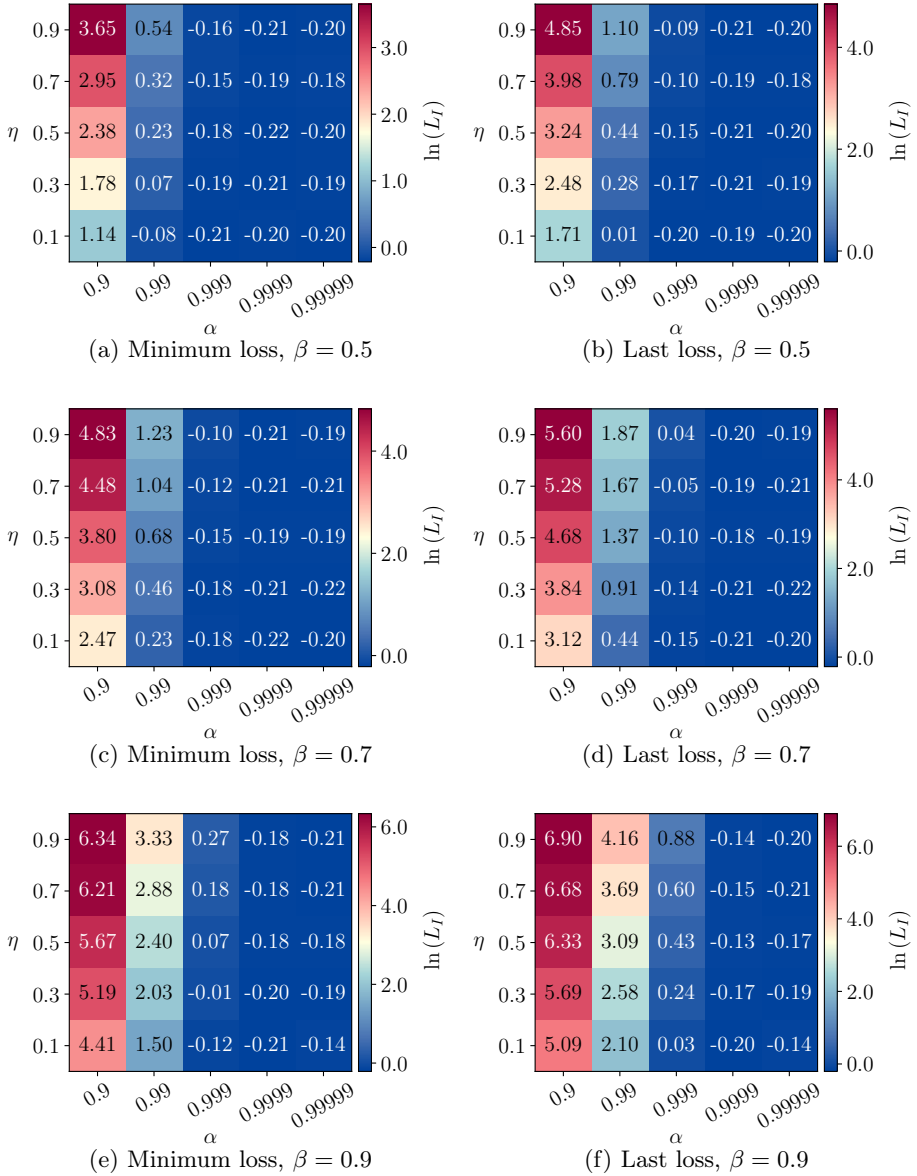 0.9 3.65 0.54 -0.16 -0.21 -0.20
0.7 2.95 0.32 -0.15 -0.19 -0.18
η 0.5 2.38 0.23 -0.18 -0.22 -0.20
0.3 1.78 0.07 -0.19 -0.21 -0.19
0.1 1.14 -0.08 -0.21 -0.20 -0.20
0.9 0.99 0.999 0.9999 0.99999
α
3.0
2.0
1.0
0.0
ln (L_I)
(a) Minimum loss, β = 0.5
0.9 4.85 1.10 -0.09 -0.21 -0.20
0.7 3.98 0.79 -0.10 -0.19 -0.18
η 0.5 3.24 0.44 -0.15 -0.21 -0.20
0.3 2.48 0.28 -0.17 -0.21 -0.19
0.1 1.71 0.01 -0.20 -0.19 -0.20
0.9 0.99 0.999 0.9999 0.99999
α
4.0
2.0
0.0
ln (L_I)
(b) Last loss, β = 0.5
0.9 4.83 1.23 -0.10 -0.21 -0.19
0.7 4.48 1.04 -0.12 -0.21 -0.21
η 0.5 3.80 0.68 -0.15 -0.19 -0.19
0.3 3.08 0.46 -0.18 -0.21 -0.22
0.1 2.47 0.23 -0.18 -0.22 -0.20
0.9 0.99 0.999 0.9999 0.99999
α
4.0
2.0
0.0
ln (L_I)
(c) Minimum loss, β = 0.7
0.9 5.60 1.87 0.04 -0.20 -0.19
0.7 5.28 1.67 -0.05 -0.19 -0.21
η 0.5 4.68 1.37 -0.10 -0.18 -0.19
0.3 3.84 0.91 -0.14 -0.21 -0.22
0.1 3.12 0.44 -0.15 -0.21 -0.20
0.9 0.99 0.999 0.9999 0.99999
α
4.0
2.0
0.0
ln (L_I)
(d) Last loss, β = 0.7
0.9 6.34 3.33 0.27 -0.18 -0.21
0.7 6.21 2.88 0.18 -0.18 -0.21
η 0.5 5.67 2.40 0.07 -0.18 -0.18
0.3 5.19 2.03 -0.01 -0.20 -0.19
0.1 4.41 1.50 -0.12 -0.21 -0.14
0.9 0.99 0.999 0.9999 0.99999
α
6.0
4.0
2.0
0.0
ln (L_I)
(e) Minimum loss, β = 0.9
0.9 6.90 4.16 0.88 -0.14 -0.20
0.7 6.68 3.69 0.60 -0.15 -0.21
η 0.5 6.33 3.09 0.43 -0.13 -0.17
0.3 5.69 2.58 0.24 -0.17 -0.19
0.1 5.09 2.10 0.03 -0.20 -0.14
0.9 0.99 0.999 0.9999 0.99999
α
6.0
4.0
2.0
0.0
ln (L_I)
(f) Last loss, β = 0.9